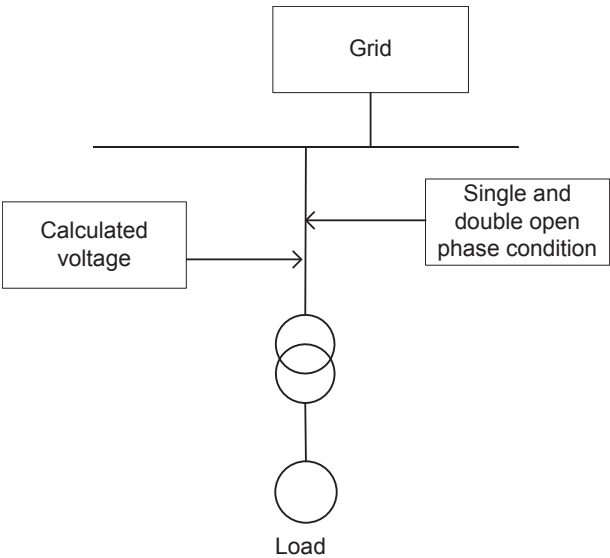 Grid
Single and
double open
phase condition
Calculated
voltage
Load